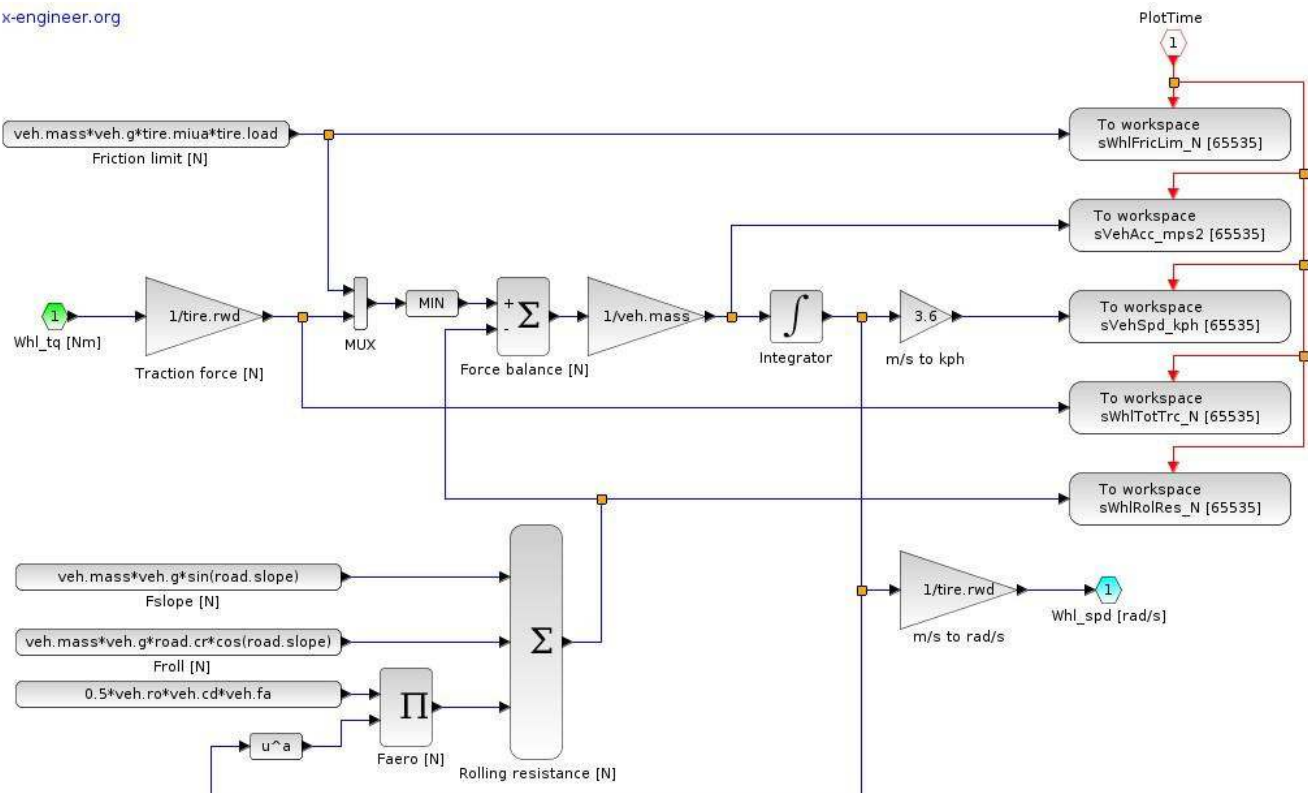 x-engineer.org
PlotTime
1
veh.mass*veh.g*tire.miua*tire.load
Friction limit [N]
To workspace
sWhlFricLim_N [65535]
To workspace
sVehAcc_mps2 [65535]
1
Whl_tq [Nm]
1/tire.rwd
Traction force [N]
MUX
MIN
+
-
Σ
Force balance [N]
1/veh.mass
∫
Integrator
3.6
m/s to kph
To workspace
sVehSpd_kph [65535]
To workspace
sWhlTotTrc_N [65535]
To workspace
sWhlRolRes_N [65535]
veh.mass*veh.g*sin(road.slope)
Fslope [N]
veh.mass*veh.g*road.cr*cos(road.slope)
Froll [N]
0.5*veh.ro*veh.cd*veh.fa
u^a
Π
Faero [N]
Σ
Rolling resistance [N]
1/tire.rwd
m/s to rad/s
1
Whl_spd [rad/s]